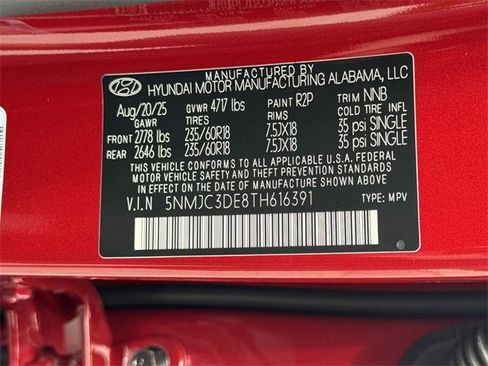 MANUFACTURED BY
HYUNDAI MOTOR MANUFACTURING ALABAMA, LLC
Aug/20/25 GVWR 4717 lbs PAINT R2P TRIM NNB
GAWR TIRES RIMS COLD TIRE INFL
FRONT 2778 lbs 235/60R18 7.5JX18 35 psi SINGLE
REAR 2646 lbs 235/60R18 7.5JX18 35 psi SINGLE
THIS VEHICLE CONFORMS TO ALL APPLICABLE U.S.A. FEDERAL
MOTOR VEHICLE SAFETY AND THEFT PREVENTION STANDARDS
IN EFFECT ON THE DATE OF MANUFACTURE SHOWN ABOVE.
V.I.N 5NMJC3DE8TH616391 TYPE: MPV